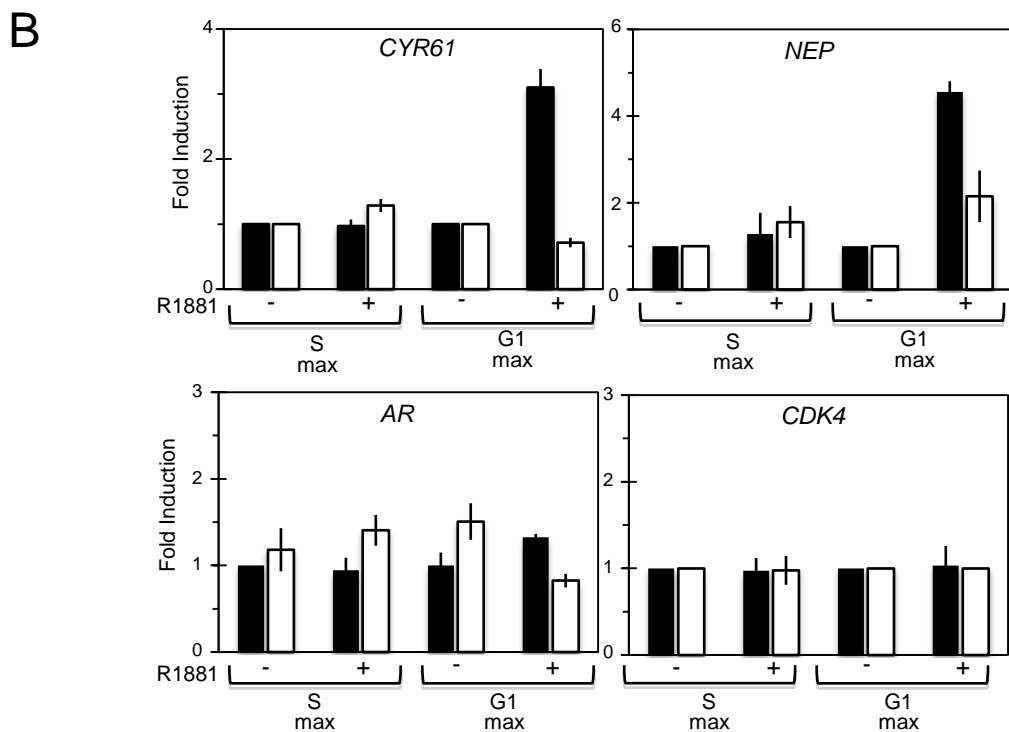 B
CYR61
4
2
0
Fold Induction
R1881 - + - +
S
max
G1
max
NEP
6
4
2
0
- + - +
S
max
G1
max
AR
3
2
1
0
Fold Induction
R1881 - + - +
S
max
G1
max
CDK4
3
2
1
0
- + - +
S
max
G1
max